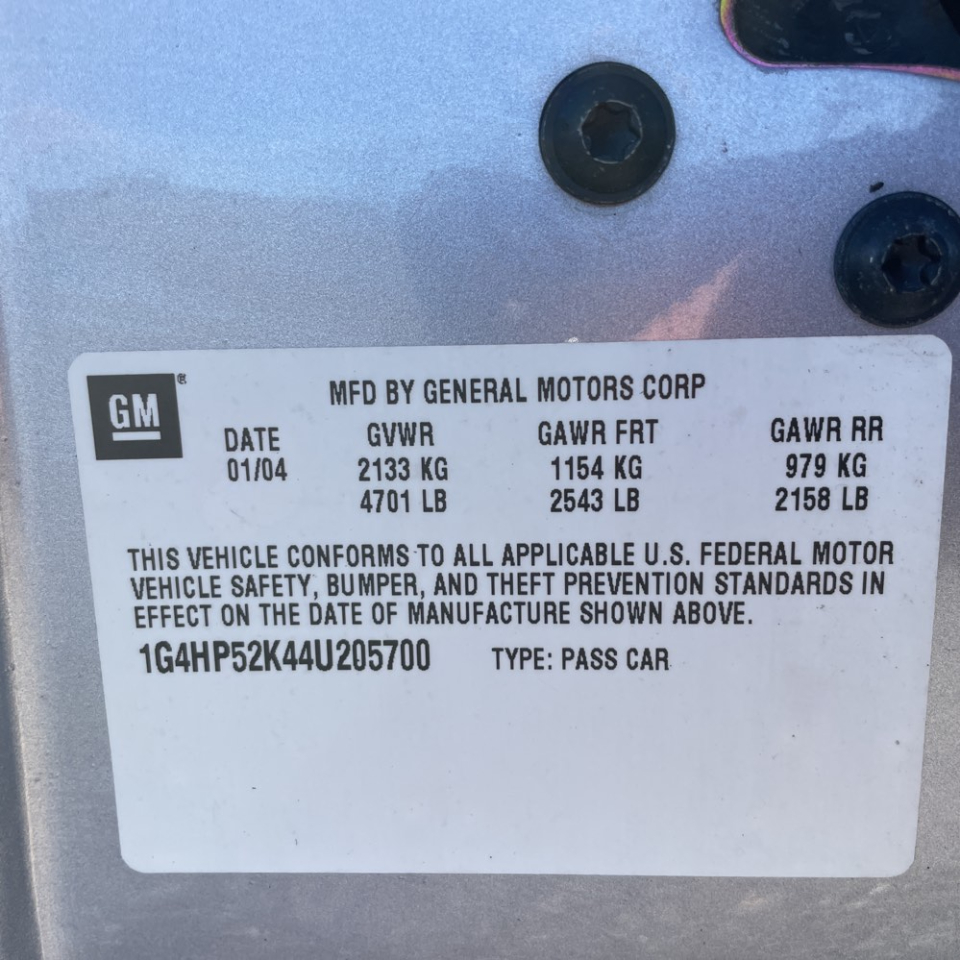 GM®
MFD BY GENERAL MOTORS CORP
DATE GVWR GAWR FRT GAWR RR
01/04 2133 KG 1154 KG 979 KG
4701 LB 2543 LB 2158 LB
THIS VEHICLE CONFORMS TO ALL APPLICABLE U.S. FEDERAL MOTOR
VEHICLE SAFETY, BUMPER, AND THEFT PREVENTION STANDARDS IN
EFFECT ON THE DATE OF MANUFACTURE SHOWN ABOVE.
1G4HP52K44U205700 TYPE: PASS CAR